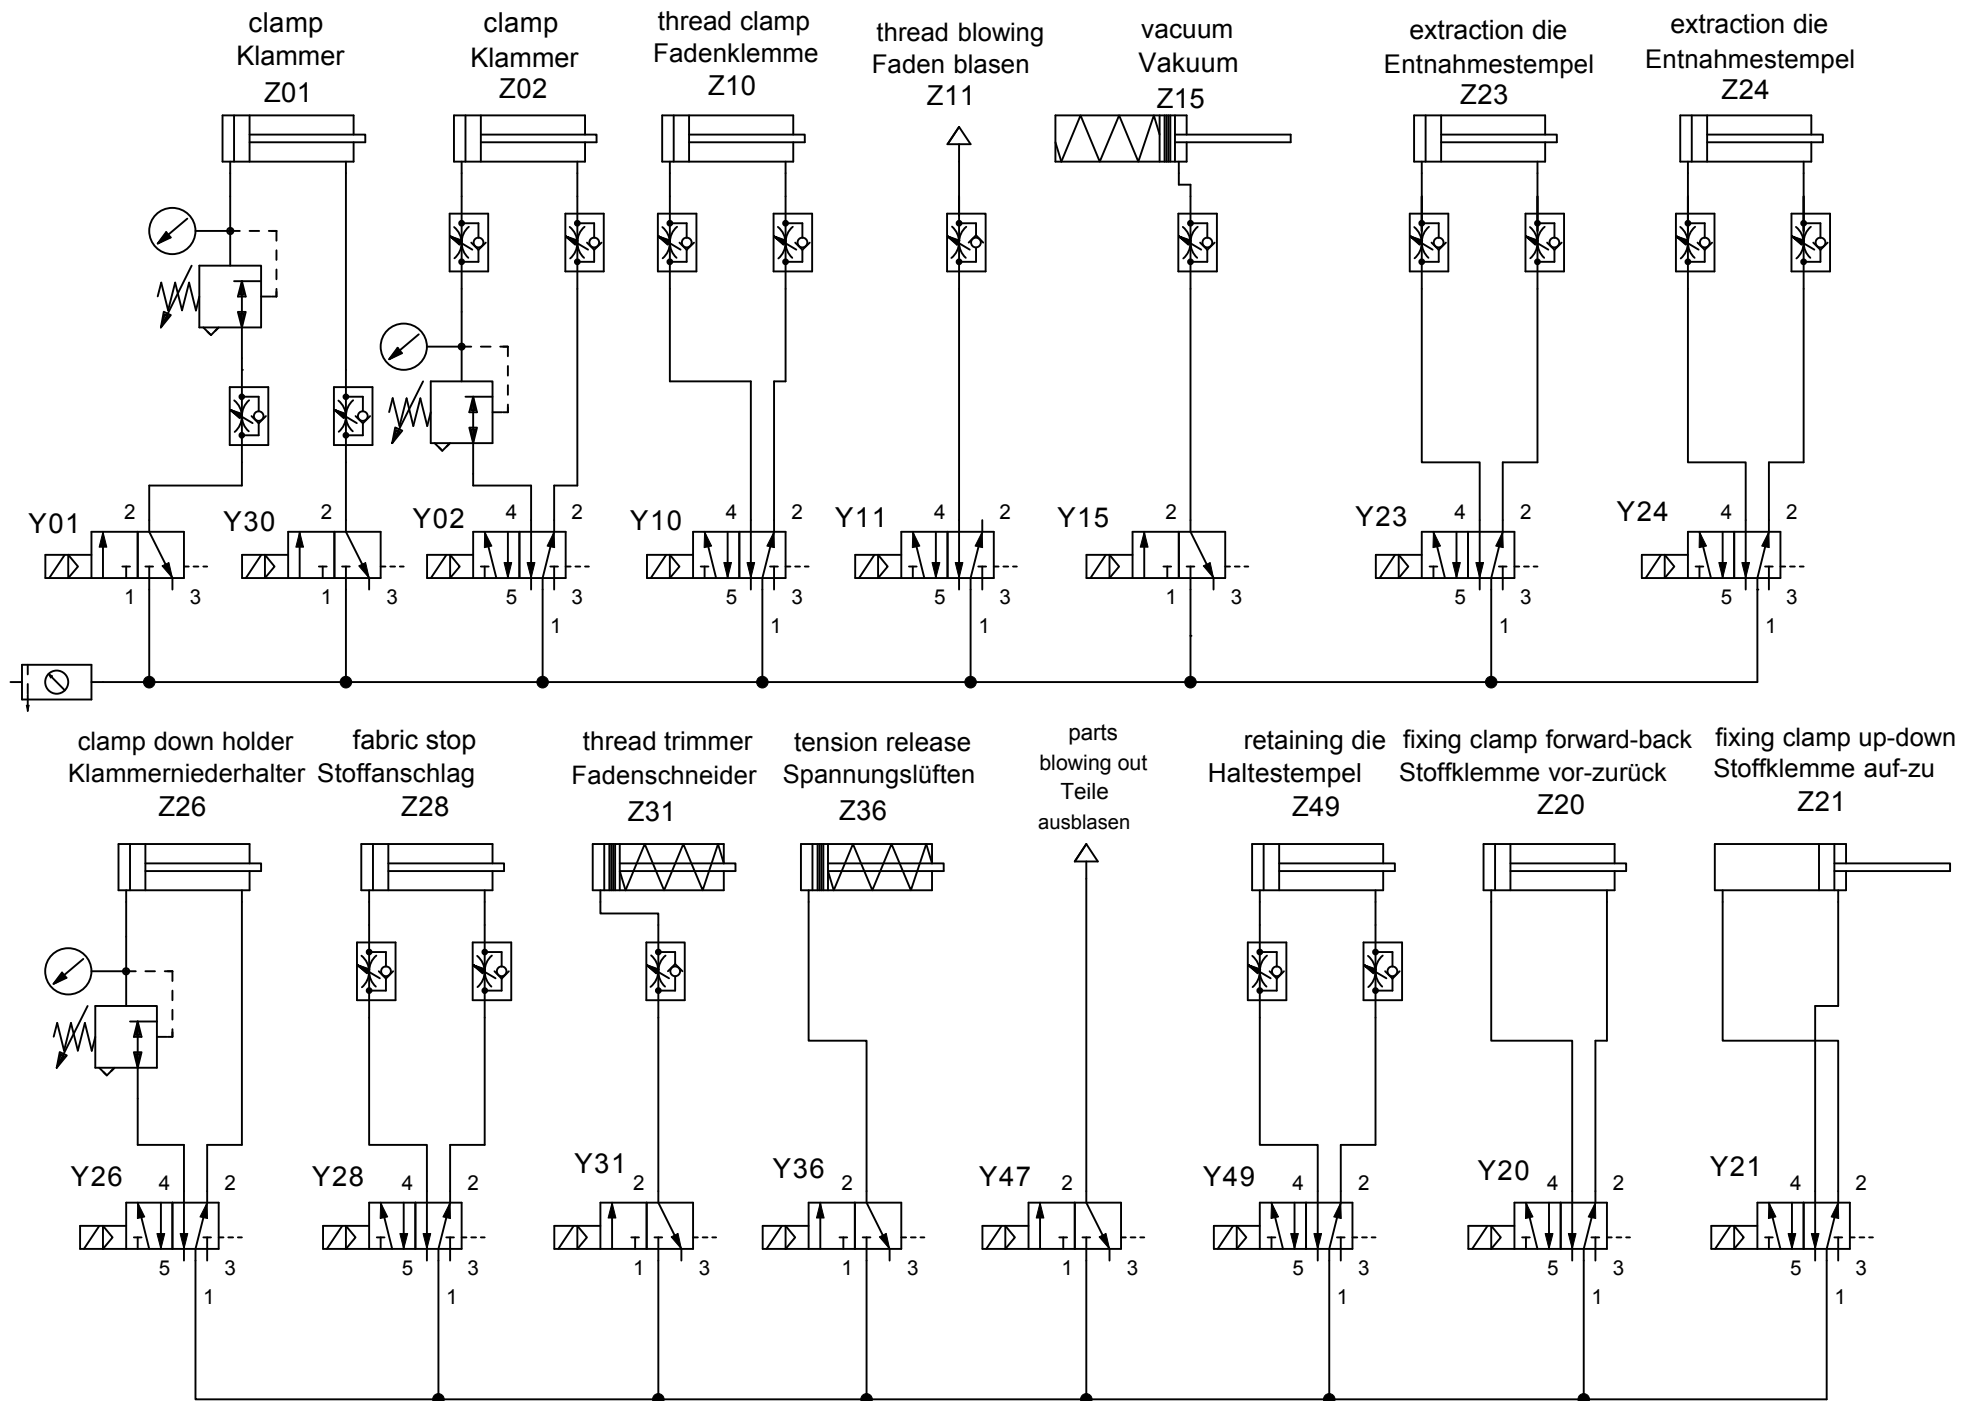 clamp
Klammer
Z01
clamp
Klammer
Z02
thread clamp
Fadenklemme
Z10
thread blowing
Faden blasen
Z11
vacuum
Vakuum
Z15
extraction die
Entnahmestempel
Z23
extraction die
Entnahmestempel
Z24
Y01 2
1 3
Y30 2
1 3
Y02 4 2
5 3
1
Y10 4 2
5 3
1
Y11 4 2
5 3
1
Y15 2
1 3
Y23 4 2
5 3
1
Y24 4 2
5 3
1
clamp down holder
Klammerniederhalter
Z26
fabric stop
Stoffanschlag
Z28
thread trimmer
Fadenschneider
Z31
tension release
Spannungslüften
Z36
parts
blowing out
Teile
ausblasen
retaining die
Haltestempel
Z49
fixing clamp forward-back
Stoffklemme vor-zurück
Z20
fixing clamp up-down
Stoffklemme auf-zu
Z21
Y26 4 2
5 3
1
Y28 4 2
5 3
1
Y31 2
1 3
Y36 2
1 3
Y47 2
1 3
Y49 4 2
5 3
1
Y20 4 2
5 3
1
Y21 4 2
5 3
1